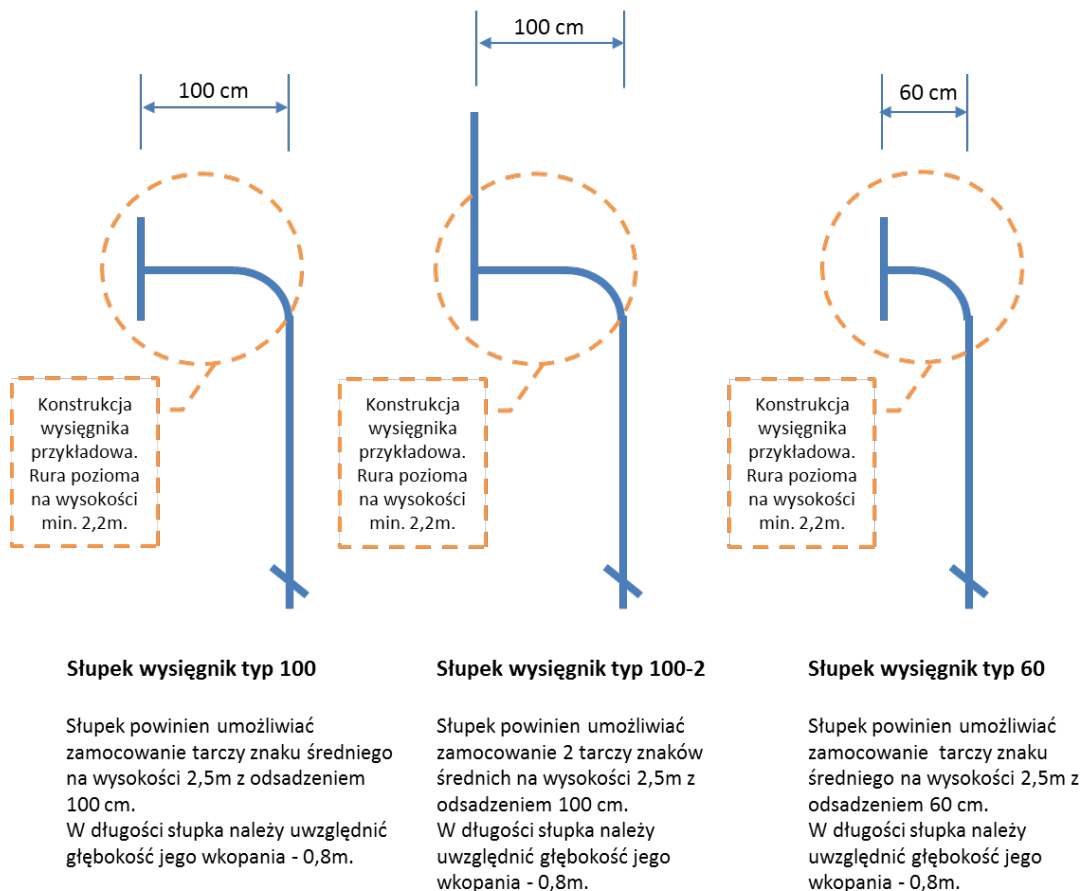 100 cm
100 cm
60 cm
Konstrukcja
wysięgnika
przykładowa.
Rura pozioma
na wysokości
min. 2,2m.
Konstrukcja
wysięgnika
przykładowa.
Rura pozioma
na wysokości
min. 2,2m.
Konstrukcja
wysięgnika
przykładowa.
Rura pozioma
na wysokości
min. 2,2m.
Słupek wysięgnik typ 100
Słupek powinien umożliwiać
zamocowanie tarczy znaku średniego
na wysokości 2,5m z odsadzeniem
100 cm.
W długości słupka należy uwzględnić
głębokość jego wkopania - 0,8m.
Słupek wysięgnik typ 100-2
Słupek powinien umożliwiać
zamocowanie 2 tarczy znaków
średnich na wysokości 2,5m z
odsadzeniem 100 cm.
W długości słupka należy
uwzględnić głębokość jego
wkopania - 0,8m.
Słupek wysięgnik typ 60
Słupek powinien umożliwiać
zamocowanie tarczy znaku
średniego na wysokości 2,5m z
odsadzeniem 60 cm.
W długości słupka należy
uwzględnić głębokość jego
wkopania - 0,8m.